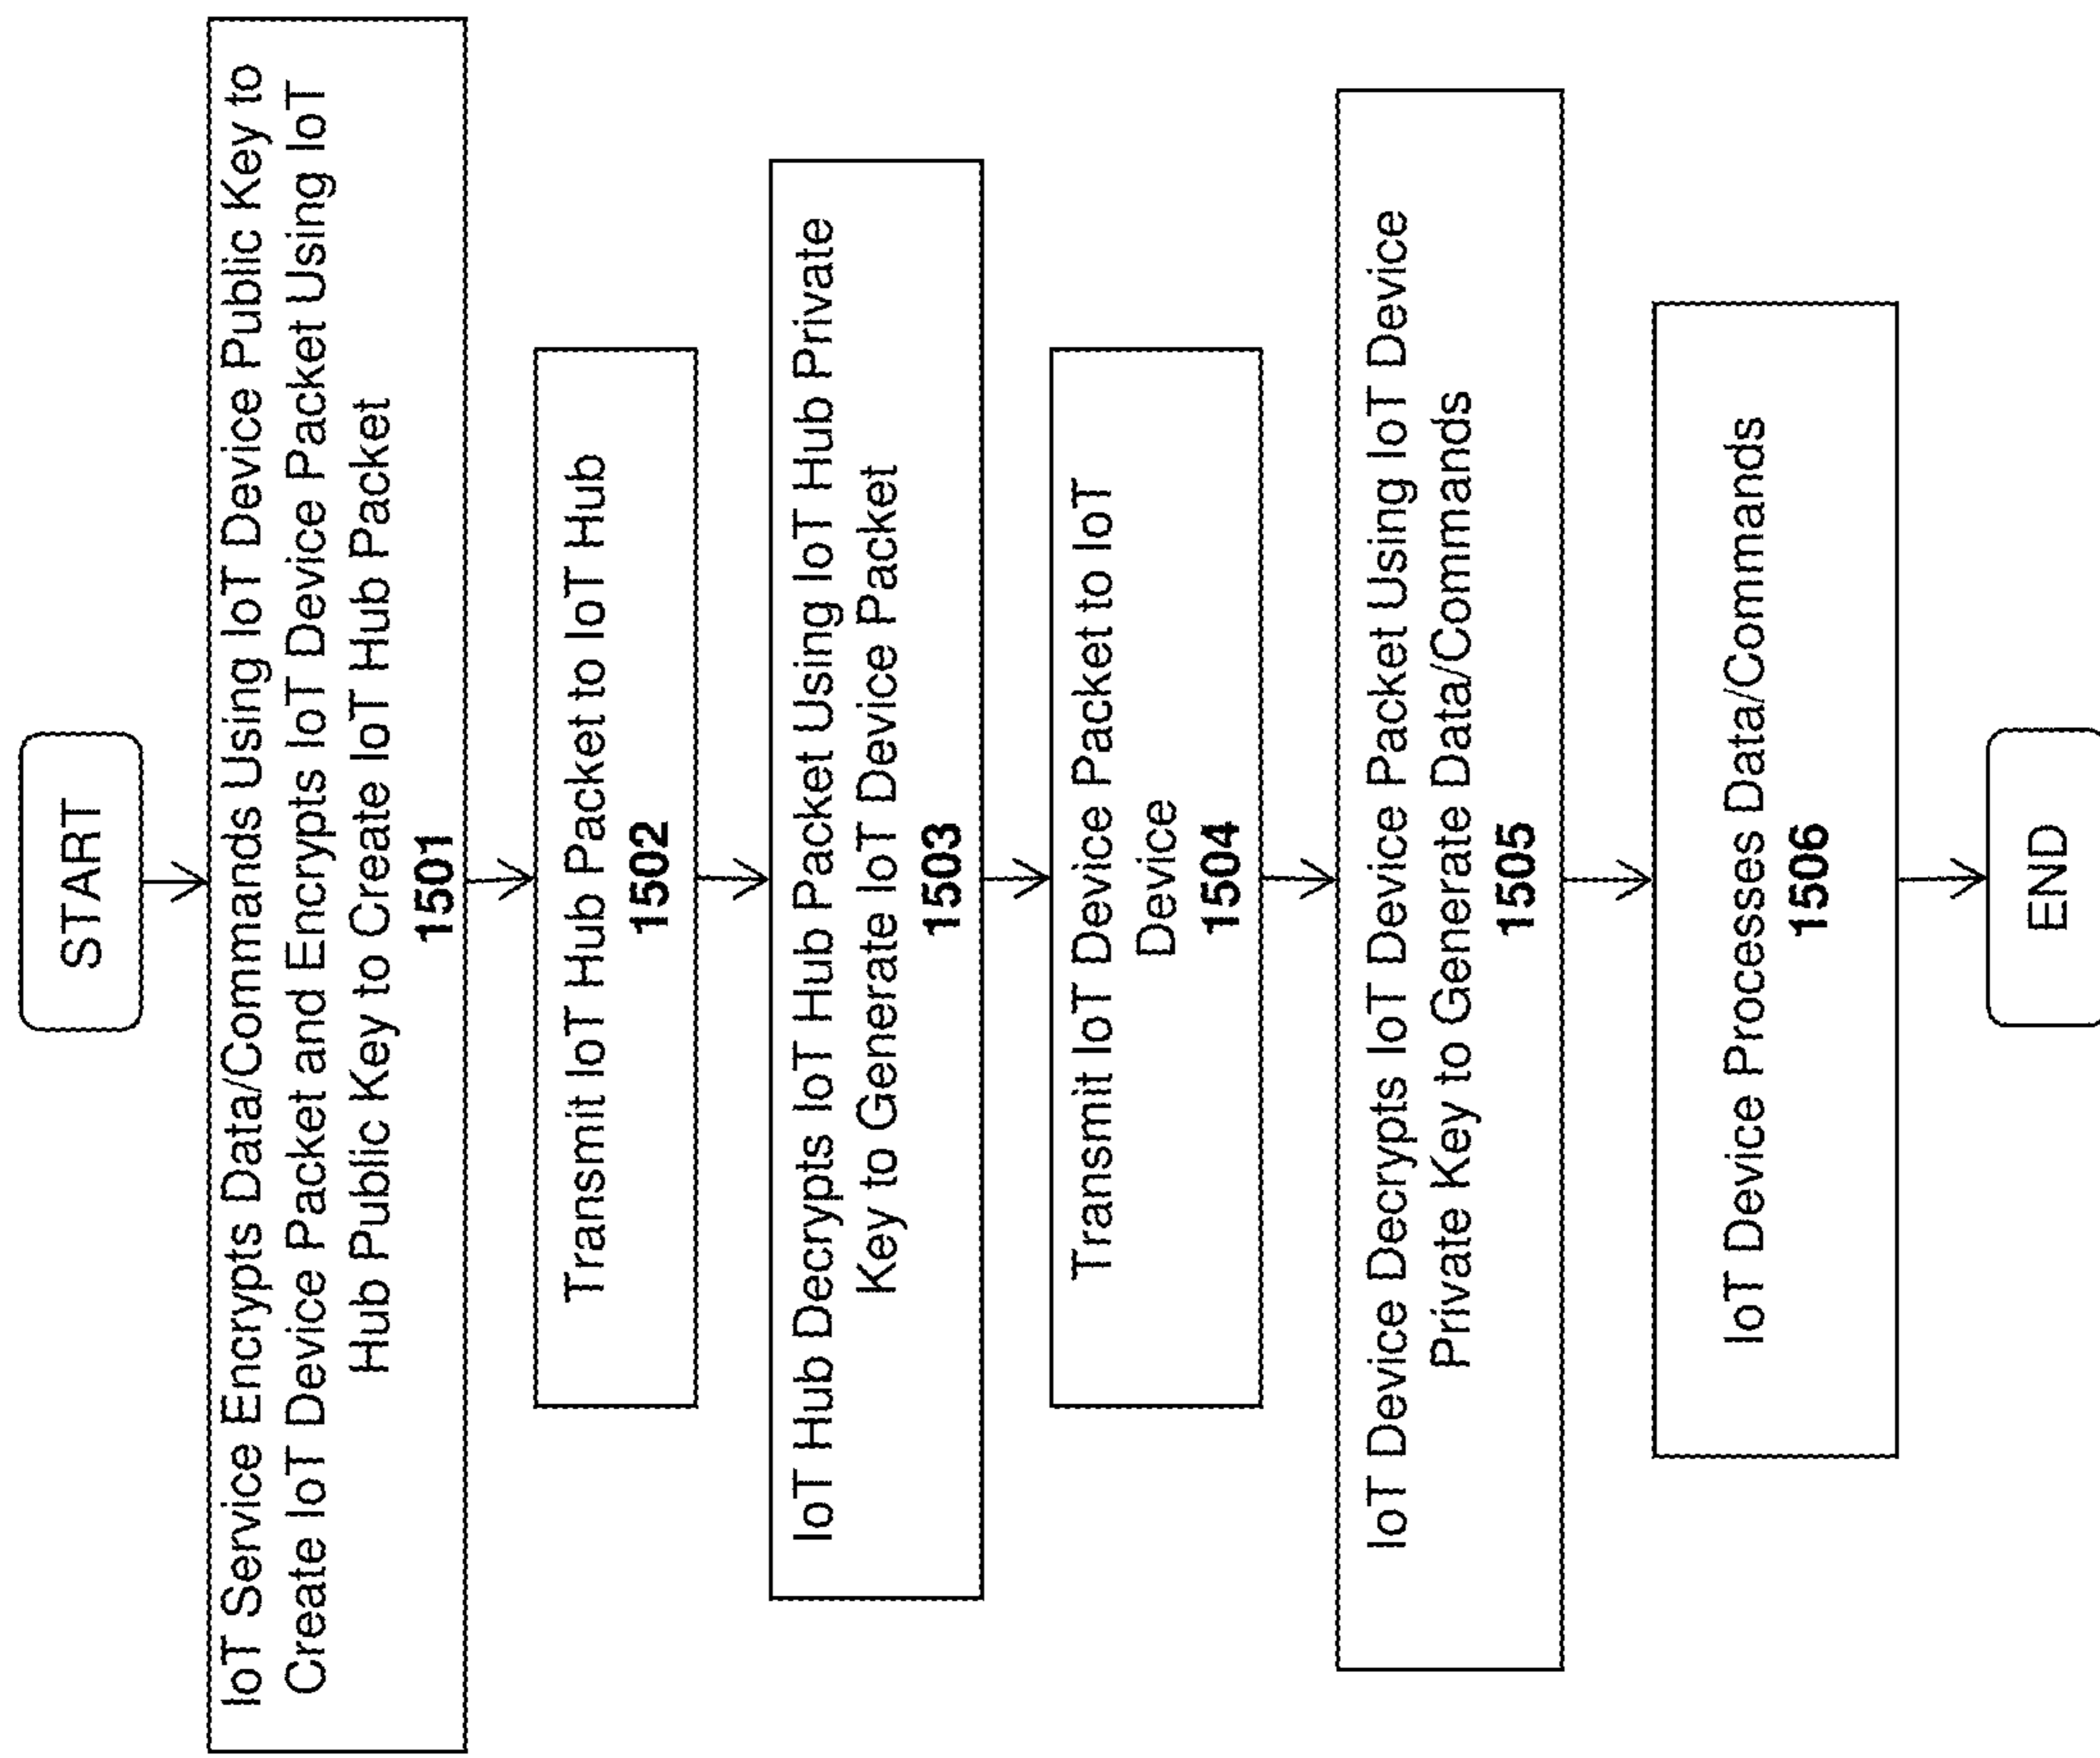 START
IoT Service Encrypts Data/Commands Using IoT Device Public Key to
Create IoT Device Packet and Encrypts IoT Device Packet Using IoT
Hub Public Key to Create IoT Hub Packet
1501
Transmit IoT Hub Packet to IoT Hub
1502
IoT Hub Decrypts IoT Hub Packet Using IoT Hub Private
Key to Generate IoT Device Packet
1503
Transmit IoT Device Packet to IoT
Device
1504
IoT Device Decrypts IoT Device Packet Using IoT Device
Private Key to Generate Data/Commands
1505
IoT Device Processes Data/Commands
1506
END